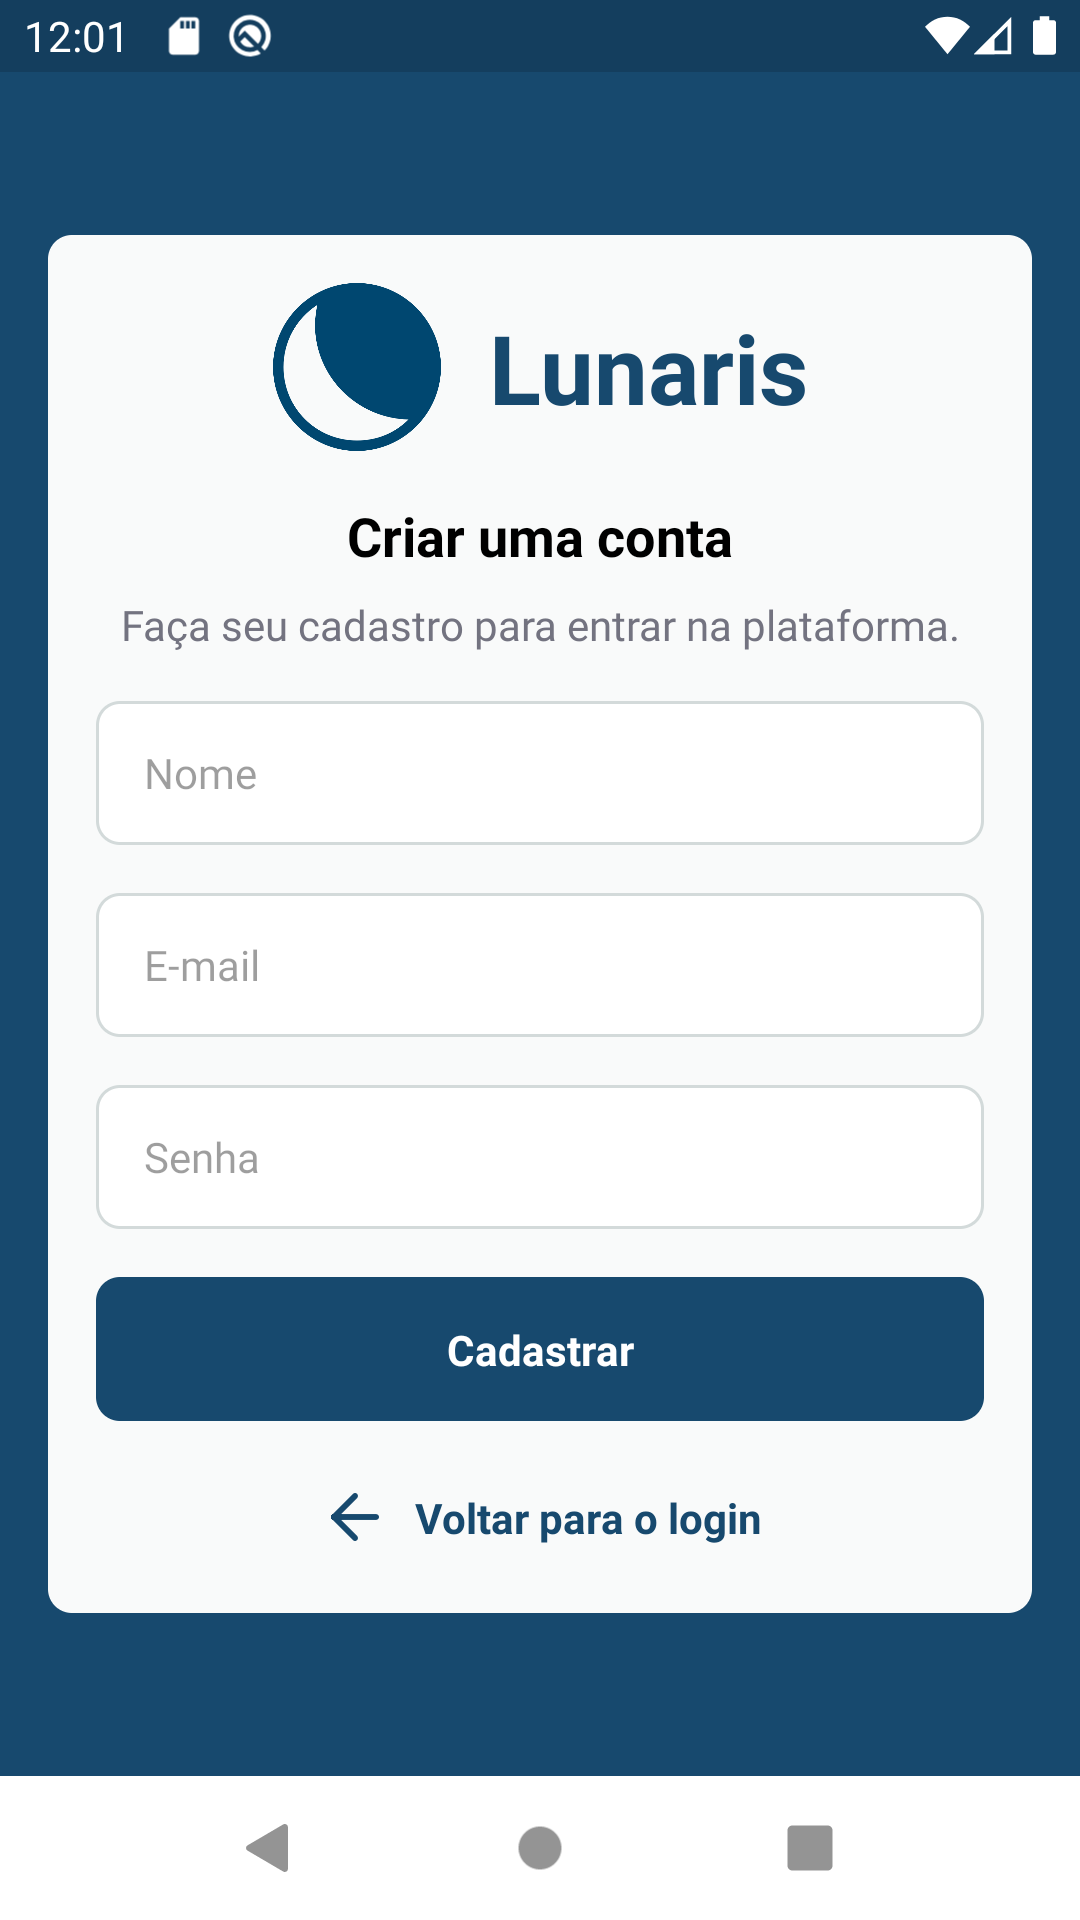 12:01
Lunaris
Criar uma conta
Faça seu cadastro para entrar na plataforma.
Nome
E-mail
Senha
Cadastrar
Voltar para o login